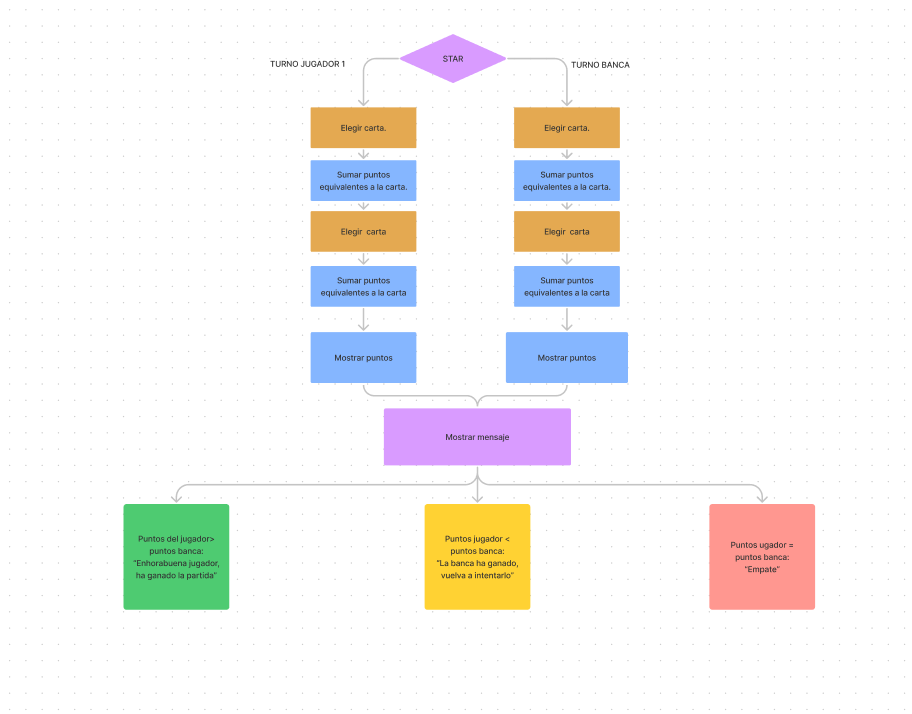 STAR
TURNO JUGADOR 1
TURNO BANCA
Elegir carta.
Elegir carta.
Sumar puntos
equivalentes a la carta.
Sumar puntos
equivalentes a la carta.
Elegir  carta
Elegir  carta
Sumar puntos
equivalentes a la carta
Sumar puntos
equivalentes a la carta
Mostrar puntos
Mostrar puntos
Mostrar mensaje
Puntos del jugador>
puntos banca:
"Enhorabuena jugador,
ha ganado la partida"
Puntos jugador <
puntos banca:
"La banca ha ganado,
vuelva a intentarlo"
Puntos ugador =
puntos banca:
"Empate"